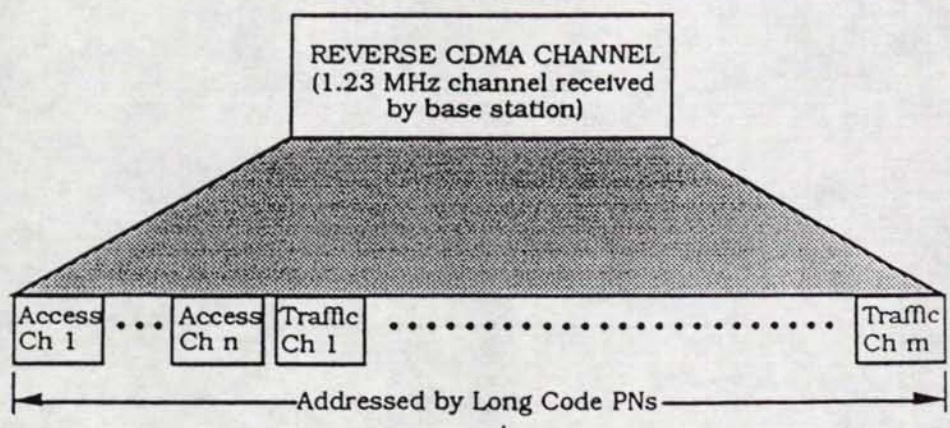 REVERSE CDMA CHANNEL
(1.23 MHz channel received
by base station)
Access
Ch 1
Access
Ch n
Traffic
Ch 1
Traffic
Ch m
Addressed by Long Code PNs